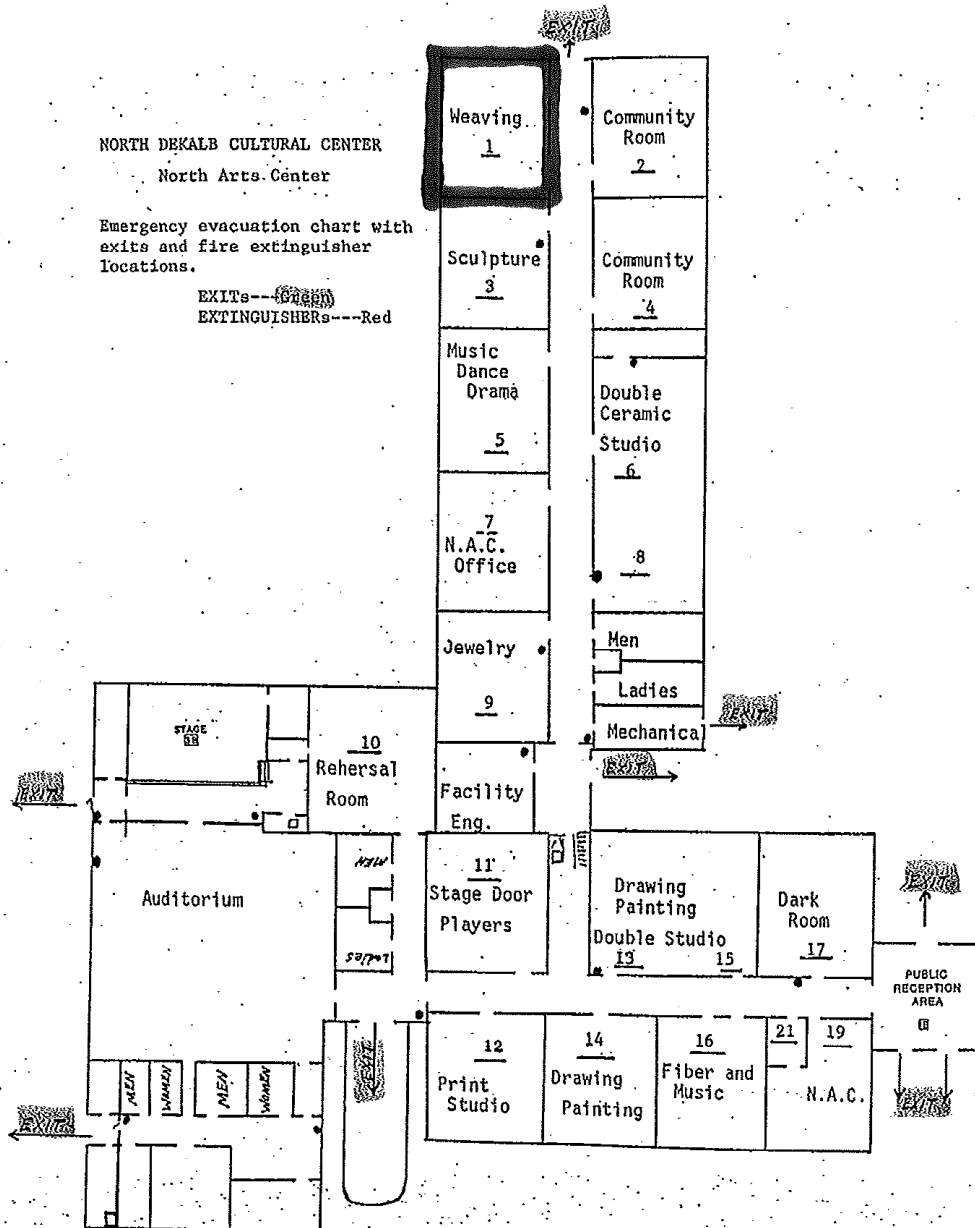 EXIT
NORTH DEKALB CULTURAL CENTER
North Arts Center
Emergency evacuation chart with
exits and fire extinguisher
locations.
EXITs---Green
EXTINGUISHERs---Red
Weaving
1
Community
Room
2
Sculpture
3
Community
Room
4
Music
Dance
Drama
5
Double
Ceramic
Studio
6
7
N.A.C.
Office
8
Jewelry
9
Men
Ladies
Mechanical
EXIT
EXIT
STAGE
10
Rehersal
Room
Facility
Eng.
EXIT
Auditorium
MEN
Ladies
11
Stage Door
Players
Drawing
Painting
Double Studio
13
15
Dark
Room
17
EXIT
PUBLIC
RECEPTION
AREA
EXIT
12
Print
Studio
14
Drawing
Painting
16
Fiber and
Music
21
19
N.A.C.
EXIT
MEN
WOMEN
MEN
WOMEN
EXIT